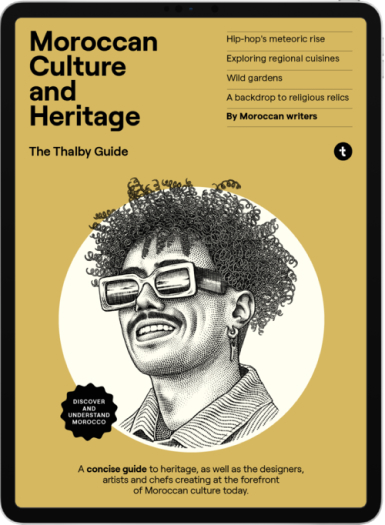 Moroccan
Culture
and
Heritage
Hip-hop's meteoric rise
Exploring regional cuisines
Wild gardens
A backdrop to religious relics
By Moroccan writers
The Thalby Guide
t
DISCOVER
AND
UNDERSTAND
MOROCCO
A concise guide to heritage, as well as the designers,
artists and chefs creating at the forefront
of Moroccan culture today.